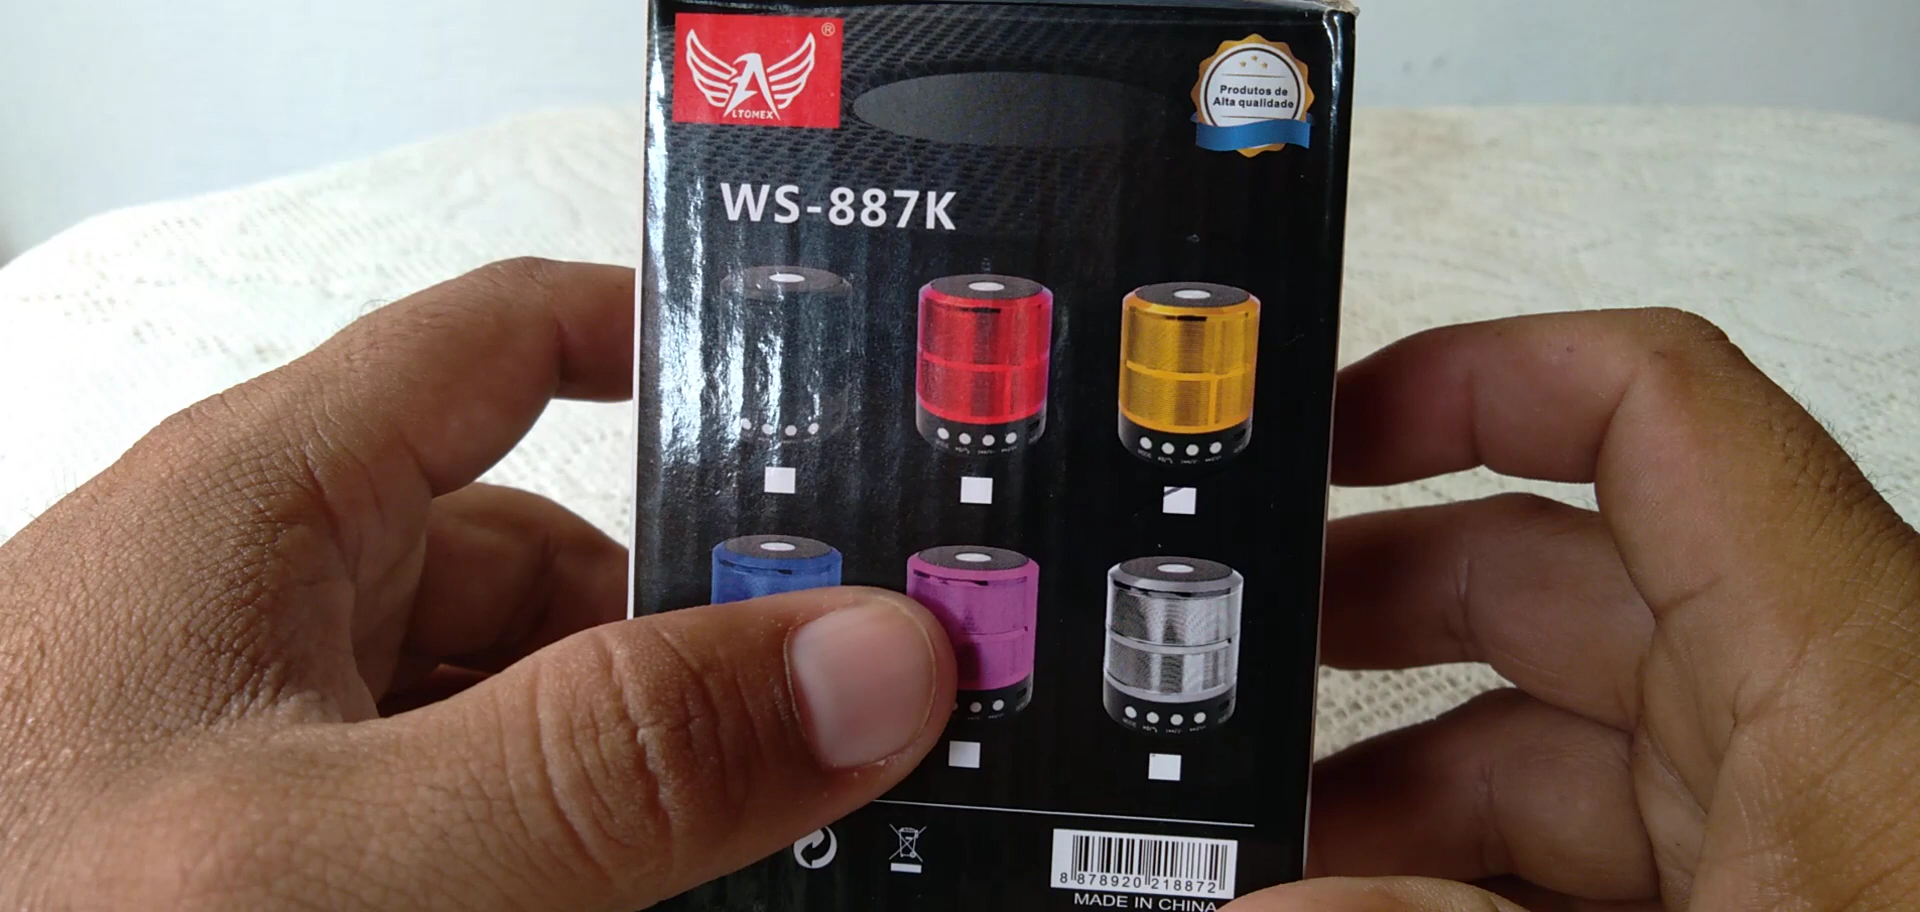 ALTOMEX
®
Produtos de
Alta qualidade
WS-887K
8 878920 218872
MADE IN CHINA